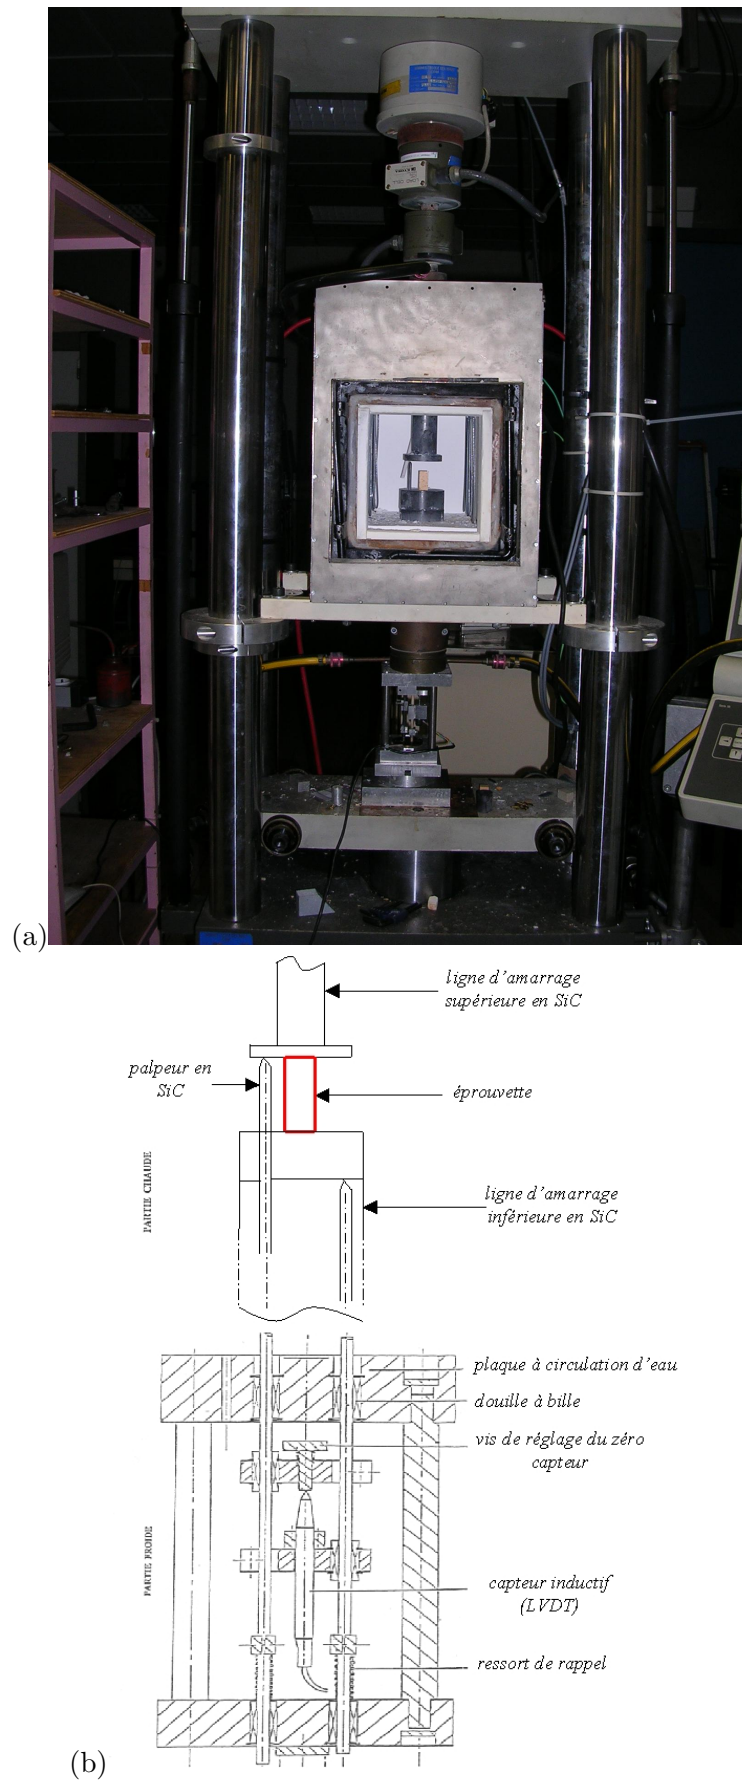 (a)
ligne d'amarrage
supérieure en SiC
palpeur en
SiC
éprouvette
PARTIE CHAUDE
ligne d'amarrage
inférieure en SiC
plaque à circulation d'eau
douille à bille
vis de réglage du zéro
capteur
PARTIE FROIDE
capteur inductif
(LVDT)
ressort de rappel
(b)